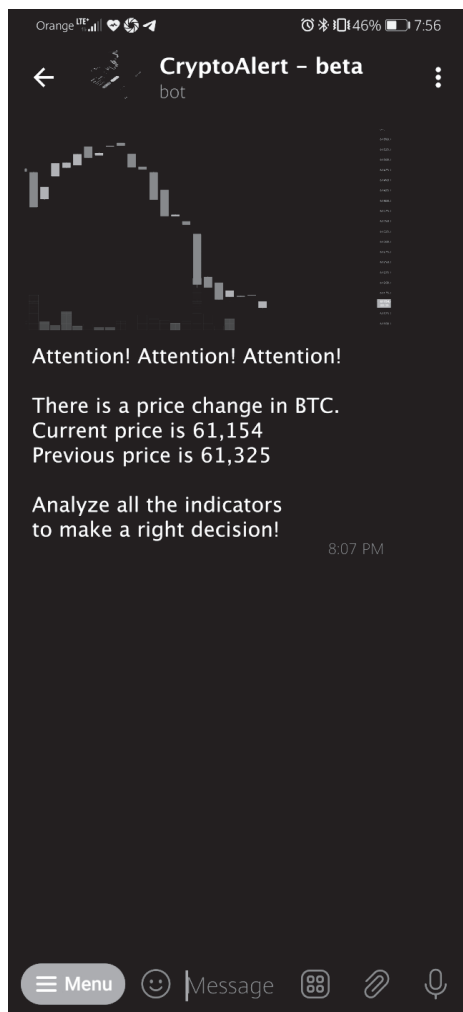 Orange LTE+ 46% 7:56
CryptoAlert – beta
bot
Attention! Attention! Attention!
There is a price change in BTC.
Current price is 61,154
Previous price is 61,325
Analyze all the indicators
to make a right decision!
8:07 PM
Menu Message